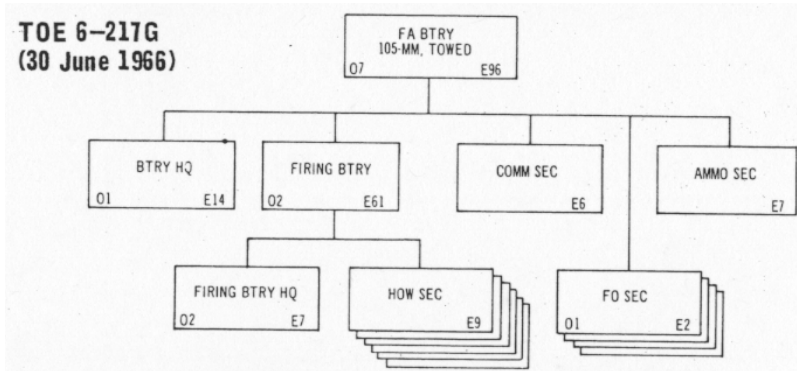 TOE 6-217G
(30 June 1966)
FA BTRY
105-MM, TOWED
O7 E96
BTRY HQ
O1 E14
FIRING BTRY
O2 E61
COMM SEC
E6
AMMO SEC
E7
FIRING BTRY HQ
O2 E7
HOW SEC
E9
FO SEC
O1 E2